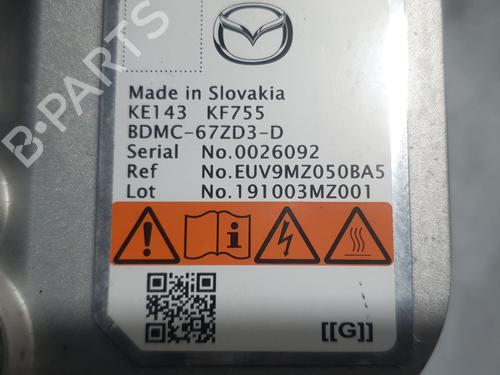 Made in Slovakia
KE143 KF755
BDMC-67ZD3-D
Serial No.0026092
Ref No.EUV9MZ050BA5
Lot No.191003MZ001
[[G]]
B-PARTS